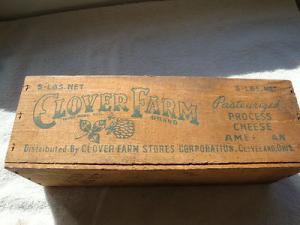 5-LBS. NET
5-LBS. NET
CLOVER FARM
BRAND
Pasteurized
PROCESS
CHEESE
Distributed By CLOVER FARM STORES CORPORATION, CLEVELAND, OHIO.